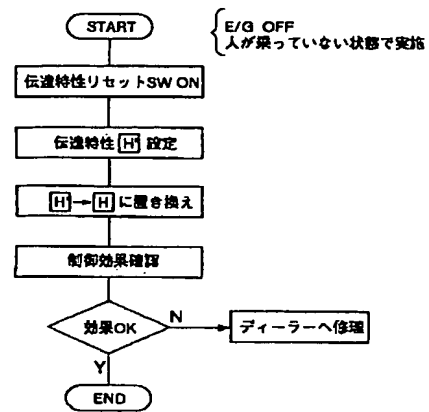 START
E/G OFF
人が乗っていない状態で実施
伝達特性リセットSW ON
伝達特性 H' 設定
H'→H に置き換え
制御効果確認
効果OK
N
ディーラーへ修理
Y
END